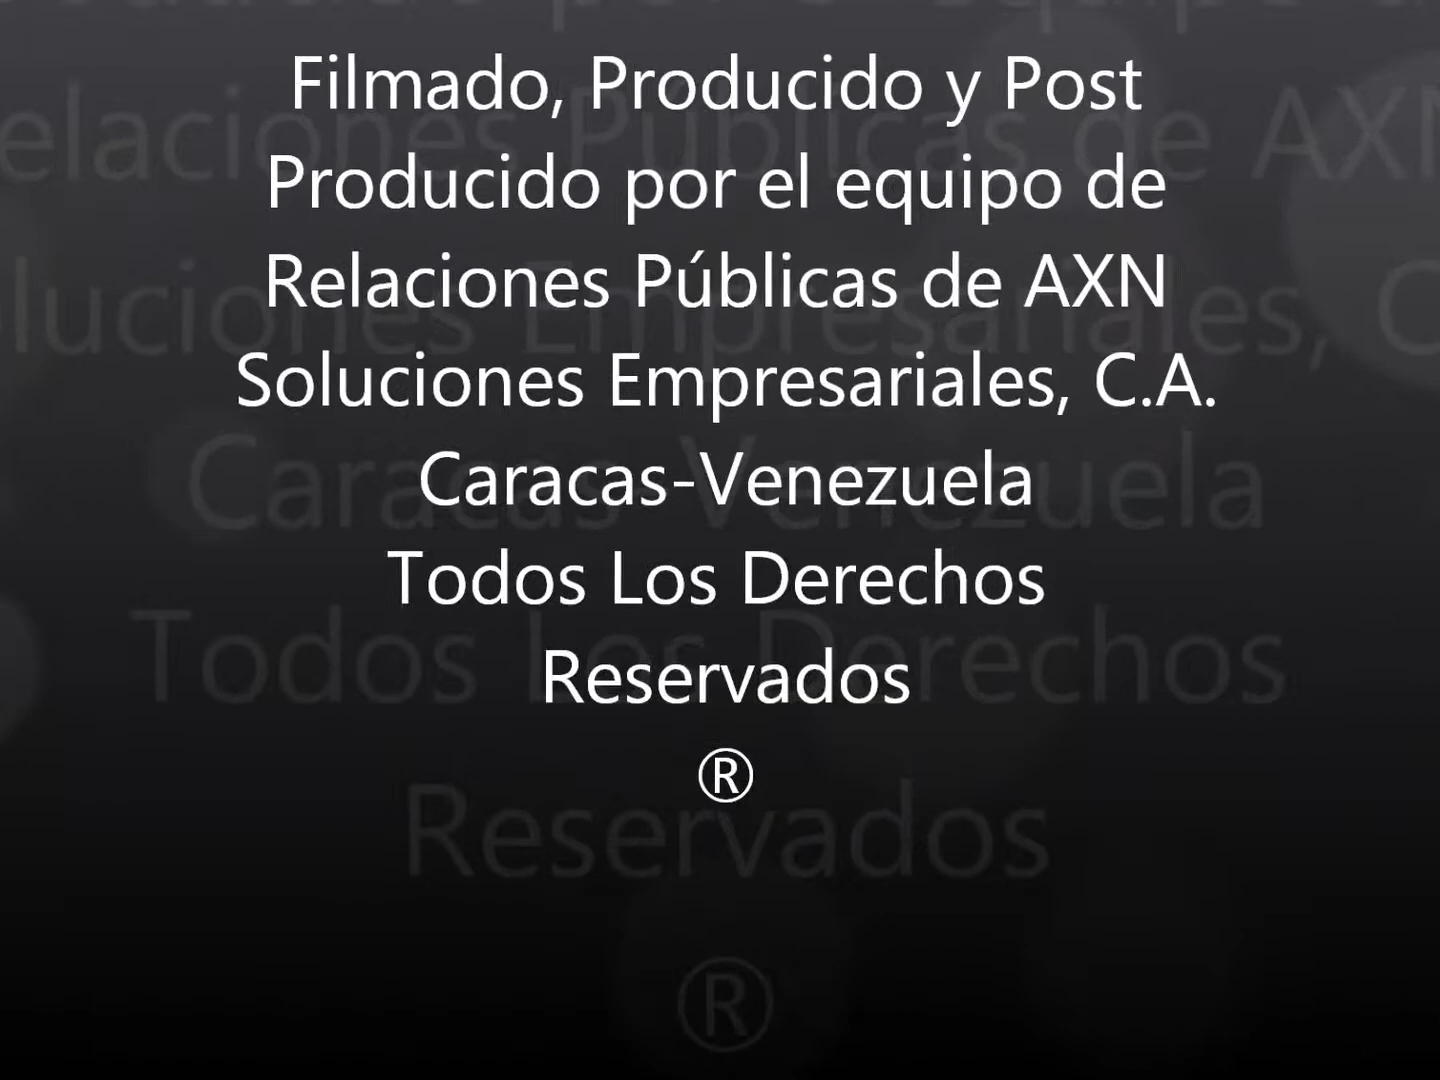 Filmado, Producido y Post
Producido por el equipo de
Relaciones Públicas de AXN
Soluciones Empresariales, C.A.
Caracas-Venezuela
Todos Los Derechos
Reservados
®